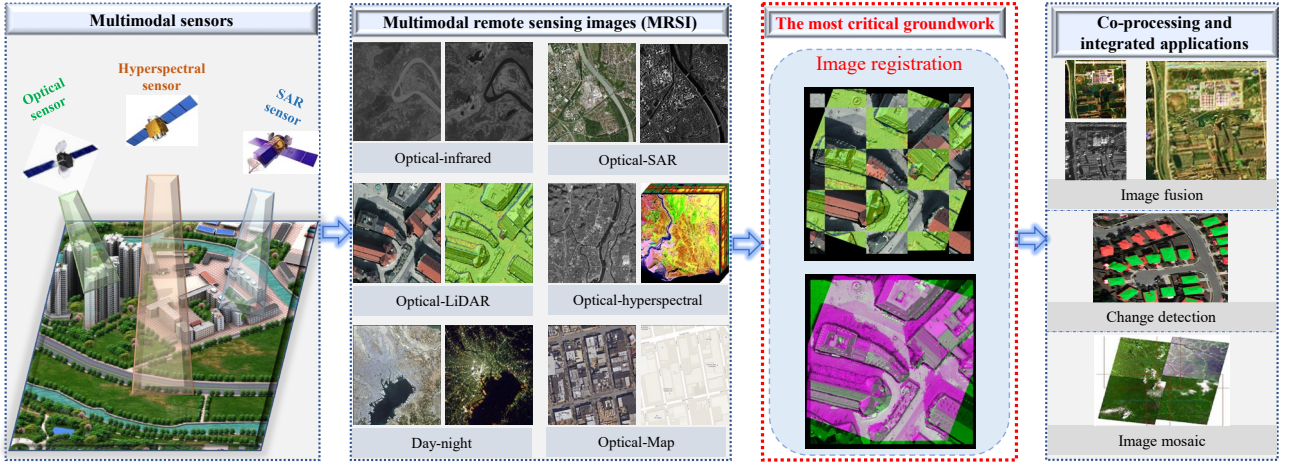 Multimodal sensors
Hyperspectral
sensor
Optical
sensor
SAR
sensor
Multimodal remote sensing images (MRSI)
Optical-infrared
Optical-SAR
Optical-LiDAR
Optical-hyperspectral
Day-night
Optical-Map
The most critical groundwork
Image registration
Co-processing and
integrated applications
Image fusion
Change detection
Image mosaic